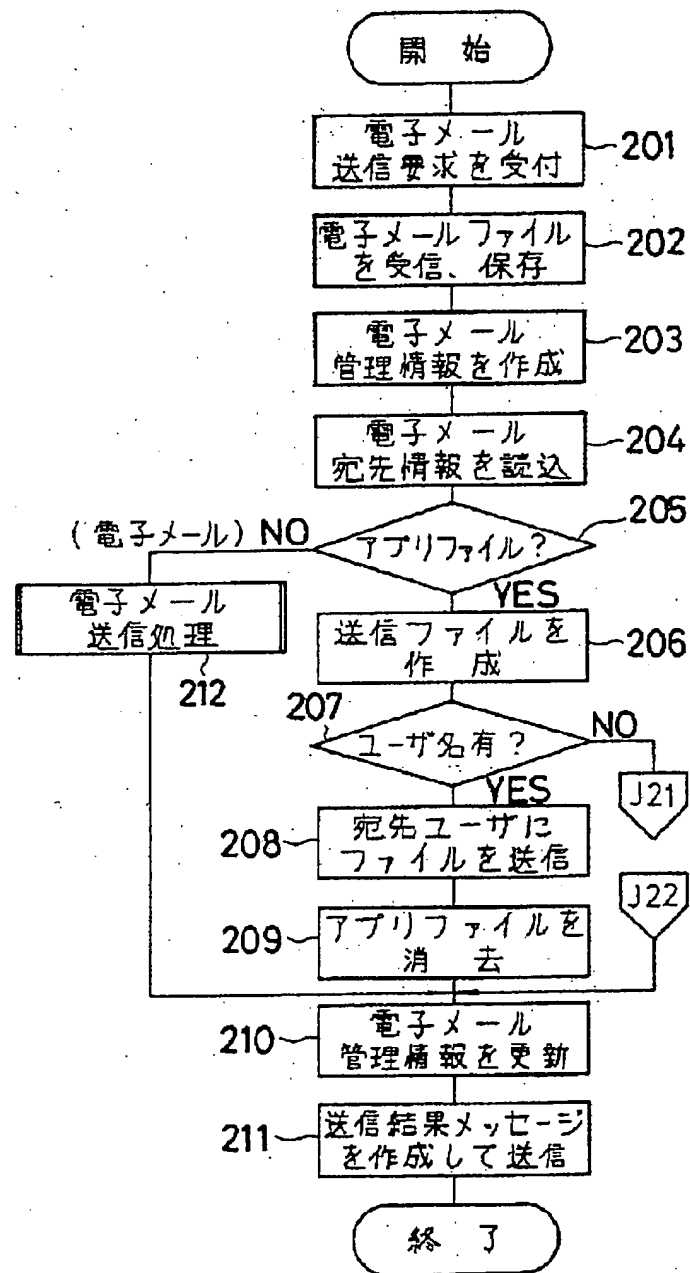 開 始
電子メール
送信要求を受付
201
電子メールファイル
を受信、保存
202
電子メール
管理情報を作成
203
電子メール
宛先情報を読込
204
205
(電子メール) NO
アプリファイル?
YES
電子メール
送信処理
212
送信ファイルを
作 成
206
207
ユーザ名有?
NO
J21
YES
208
宛先ユーザに
ファイルを送信
J22
209
アプリファイルを
消 去
210
電子メール
管理情報を更新
211
送信結果メッセージ
を作成して送信
終 了